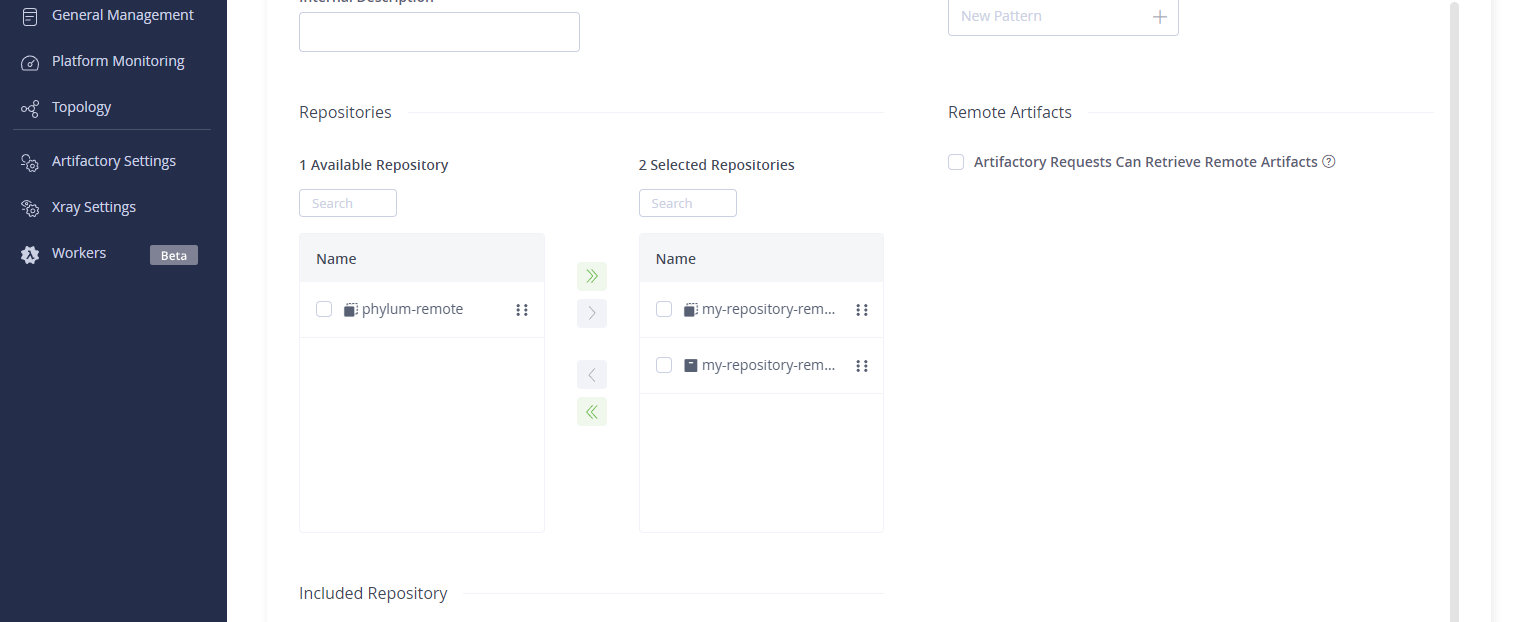 General Management
Platform Monitoring
Topology
Artifactory Settings
Xray Settings
Workers
Beta
Internal Description
New Pattern
Repositories
1 Available Repository
Search
Name
phylum-remote
2 Selected Repositories
Search
Name
my-repository-rem...
my-repository-rem...
Remote Artifacts
Artifactory Requests Can Retrieve Remote Artifacts ?
Included Repository